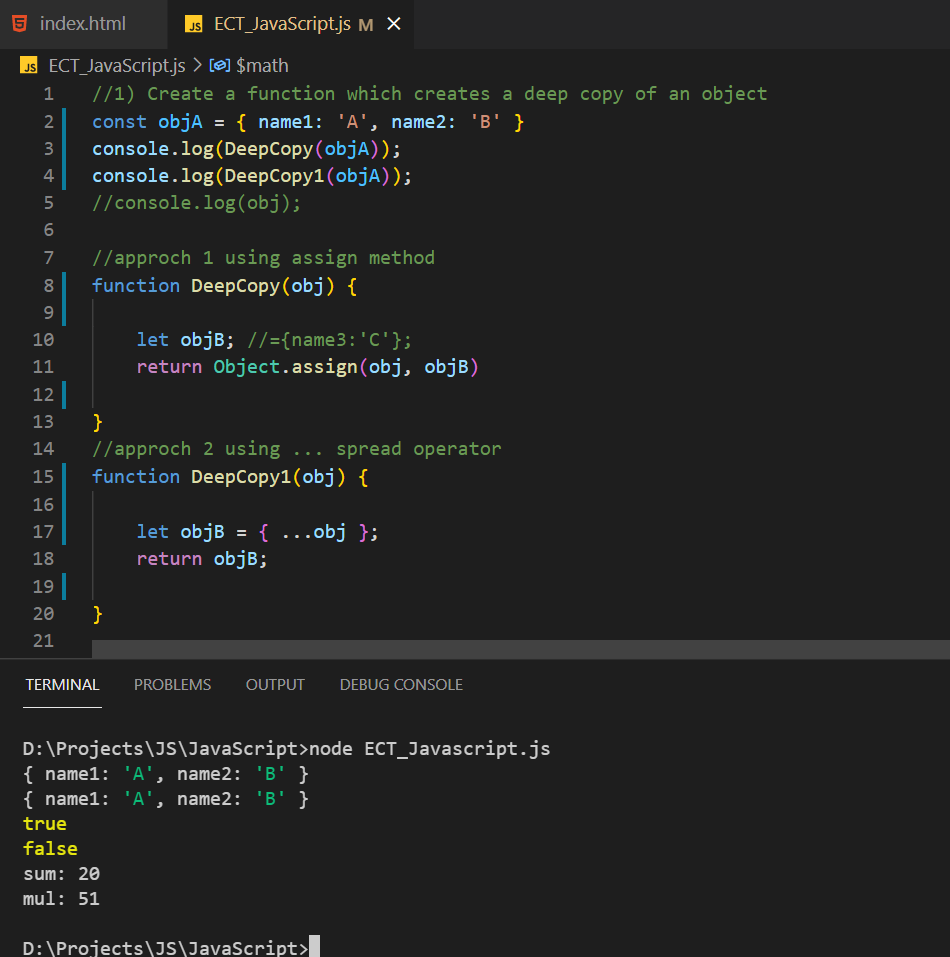 index.html
JS ECT_JavaScript.js M ×
JS ECT_JavaScript.js > $math
1 //1) Create a function which creates a deep copy of an object
2 const objA = { name1: 'A', name2: 'B' }
3 console.log(DeepCopy(objA));
4 console.log(DeepCopy1(objA));
5 //console.log(obj);
6
7 //approch 1 using assign method
8 function DeepCopy(obj) {
9
10     let objB; //={name3:'C'};
11     return Object.assign(obj, objB)
12
13 }
14 //approch 2 using ... spread operator
15 function DeepCopy1(obj) {
16
17     let objB = { ...obj };
18     return objB;
19
20 }
21
TERMINAL PROBLEMS OUTPUT DEBUG CONSOLE
D:\Projects\JS\JavaScript>node ECT_Javascript.js
{ name1: 'A', name2: 'B' }
{ name1: 'A', name2: 'B' }
true
false
sum: 20
mul: 51
D:\Projects\JS\JavaScript>